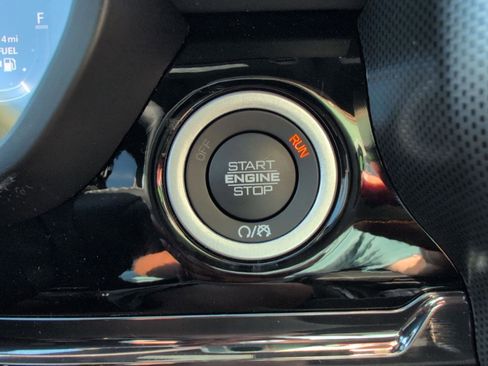 F
4 mi
FUEL
OFF
RUN
START
ENGINE
STOP